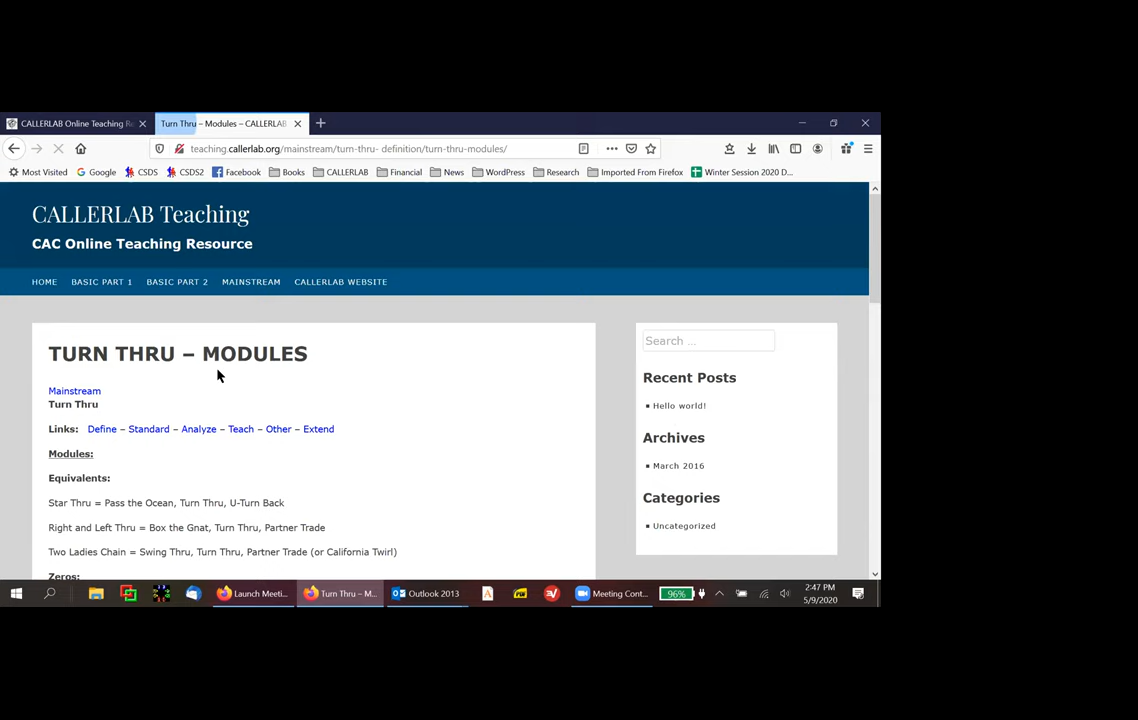 CALLERLAB Online Teaching Re
Turn Thru – Modules – CALLERLAB
teaching.callerlab.org/mainstream/turn-thru- definition/turn-thru-modules/
Most Visited Google CSDS CSDS2 Facebook Books CALLERLAB Financial News WordPress Research Imported From Firefox Winter Session 2020 D...
CALLERLAB Teaching
CAC Online Teaching Resource
HOME BASIC PART 1 BASIC PART 2 MAINSTREAM CALLERLAB WEBSITE
TURN THRU – MODULES
Mainstream
Turn Thru
Links: Define – Standard – Analyze – Teach – Other – Extend
Modules:
Equivalents:
Star Thru = Pass the Ocean, Turn Thru, U-Turn Back
Right and Left Thru = Box the Gnat, Turn Thru, Partner Trade
Two Ladies Chain = Swing Thru, Turn Thru, Partner Trade (or California Twirl)
Zeros:
Search ...
Recent Posts
Hello world!
Archives
March 2016
Categories
Uncategorized
Launch Meeti... Turn Thru – M... Outlook 2013 Meeting Cont... 96%
2:47 PM
5/9/2020